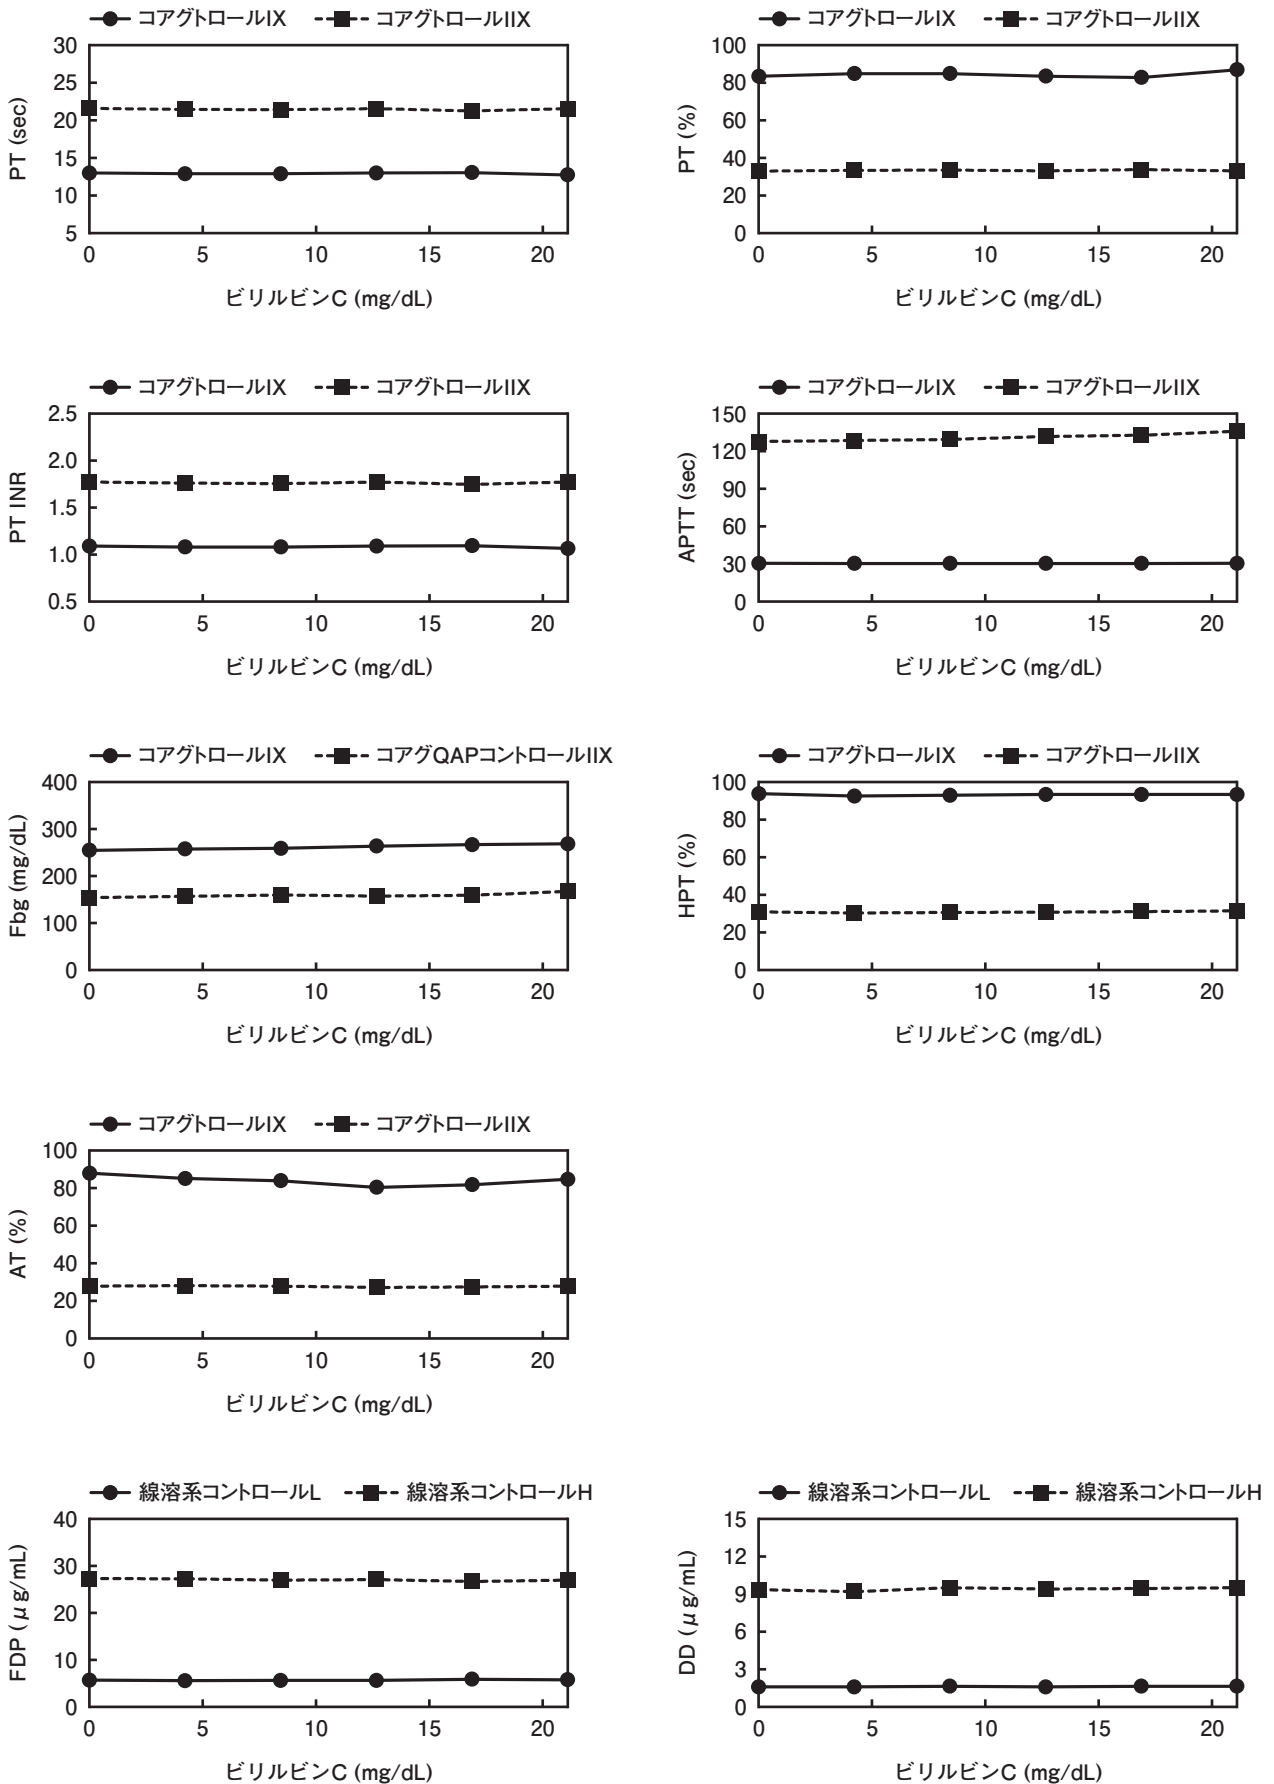 コアグトロールIX コアグトロールIIX
PT (sec)
30
25
20
15
10
5
0 5 10 15 20
ビリルビンC (mg/dL)
コアグトロールIX コアグトロールIIX
PT (%)
100
80
60
40
20
0
0 5 10 15 20
ビリルビンC (mg/dL)
コアグトロールIX コアグトロールIIX
PT INR
2.5
2.0
1.5
1.0
0.5
0 5 10 15 20
ビリルビンC (mg/dL)
コアグトロールIX コアグトロールIIX
APTT (sec)
150
120
90
60
30
0
0 5 10 15 20
ビリルビンC (mg/dL)
コアグトロールIX コアグQAPコントロールIIX
Fbg (mg/dL)
400
300
200
100
0
0 5 10 15 20
ビリルビンC (mg/dL)
コアグトロールIX コアグトロールIIX
HPT (%)
100
80
60
40
20
0
0 5 10 15 20
ビリルビンC (mg/dL)
コアグトロールIX コアグトロールIIX
AT (%)
100
80
60
40
20
0
0 5 10 15 20
ビリルビンC (mg/dL)
線溶系コントロールL 線溶系コントロールH
FDP (μg/mL)
40
30
20
10
0
0 5 10 15 20
ビリルビンC (mg/dL)
線溶系コントロールL 線溶系コントロールH
DD (μg/mL)
15
12
9
6
3
0
0 5 10 15 20
ビリルビンC (mg/dL)